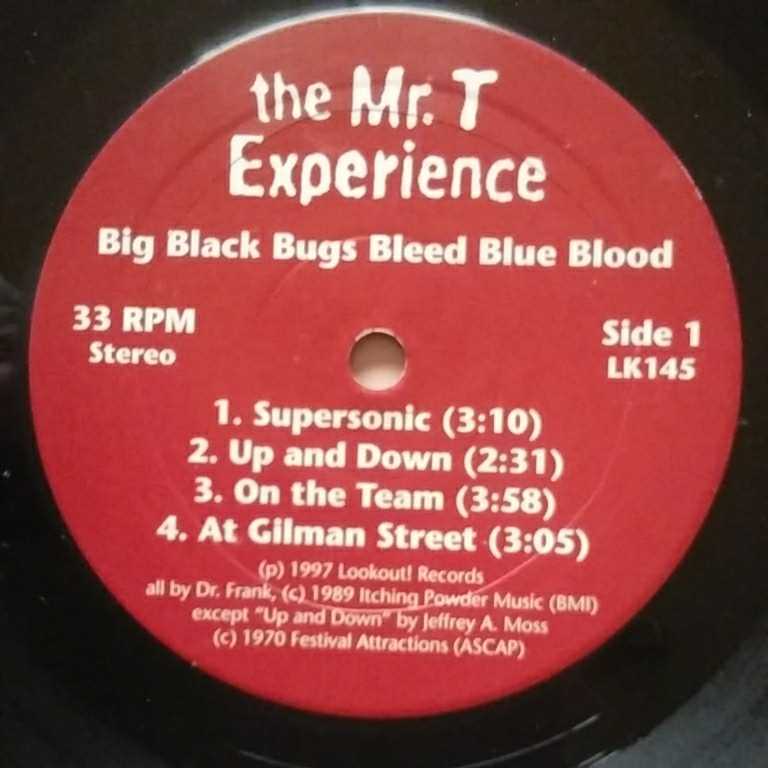 the Mr. T
Experience
Big Black Bugs Bleed Blue Blood
33 RPM
Stereo
Side 1
LK145
1. Supersonic (3:10)
2. Up and Down (2:31)
3. On the Team (3:58)
4. At Gilman Street (3:05)
(p) 1997 Lookout! Records
all by Dr. Frank, (c) 1989 Itching Powder Music (BMI)
except "Up and Down" by Jeffrey A. Moss
(c) 1970 Festival Attractions (ASCAP)